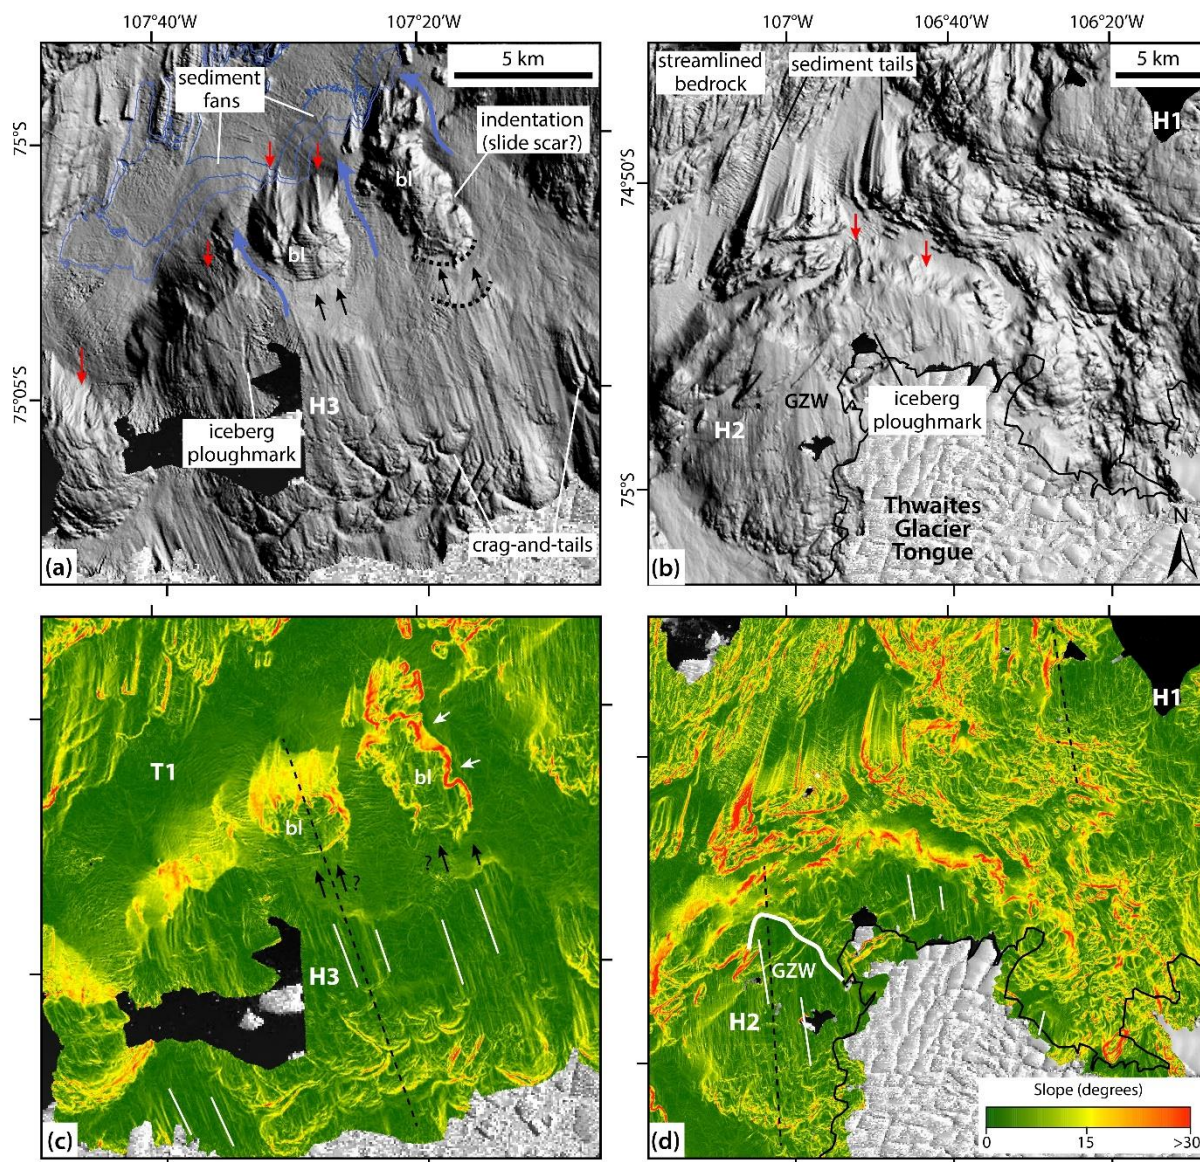 107°40'W
107°20'W
107°W
106°40'W
106°20'W
sediment
fans
5 km
indentation
(slide scar?)
bl
bl
75°S
75°05'S
H3
iceberg
ploughmark
crag-and-tails
(a)
streamlined
bedrock
sediment tails
5 km
H1
74°50'S
75°S
GZW
H2
iceberg
ploughmark
Thwaites
Glacier
Tongue
N
(b)
T1
bl
bl
?
?
H3
(c)
H1
GZW
H2
Slope (degrees)
0
15
>30
(d)